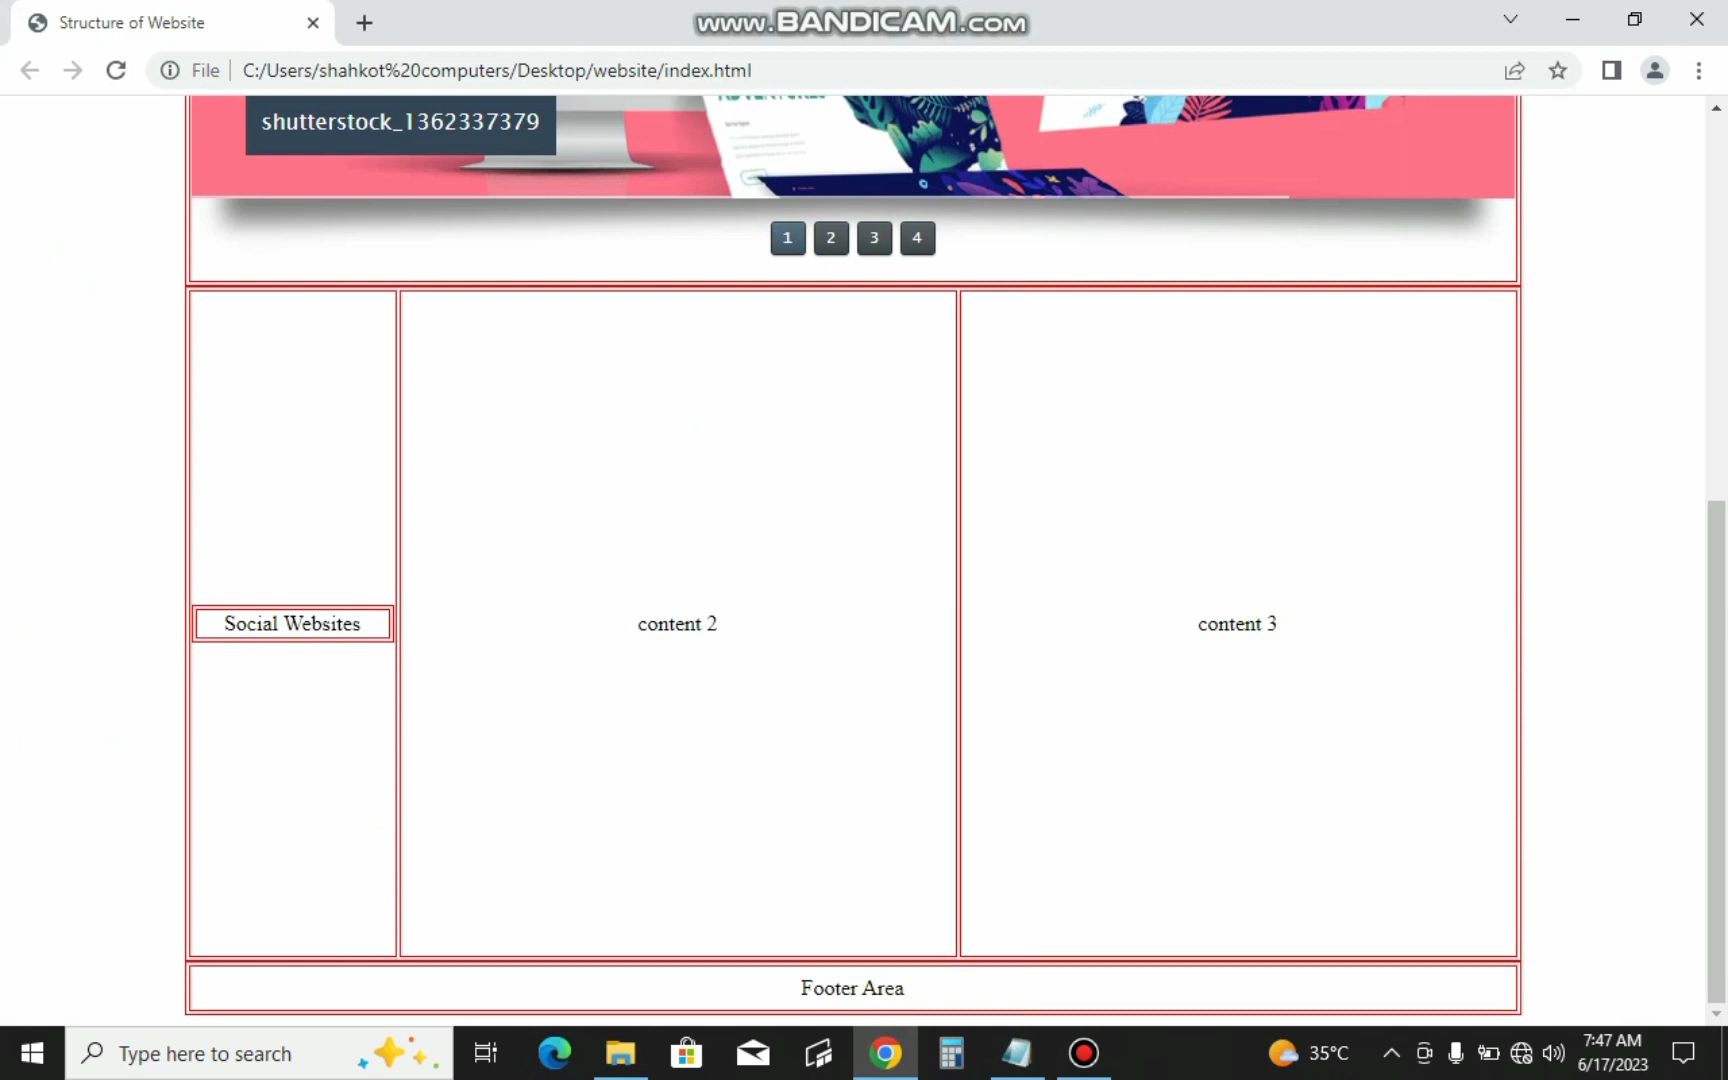 Structure of Website
www.BANDICAM.com
File
C:/Users/shahkot%20computers/Desktop/website/index.html
shutterstock_1362337379
1 2 3 4
Social Websites
content 2
content 3
Footer Area
Type here to search
35°C
7:47 AM
6/17/2023